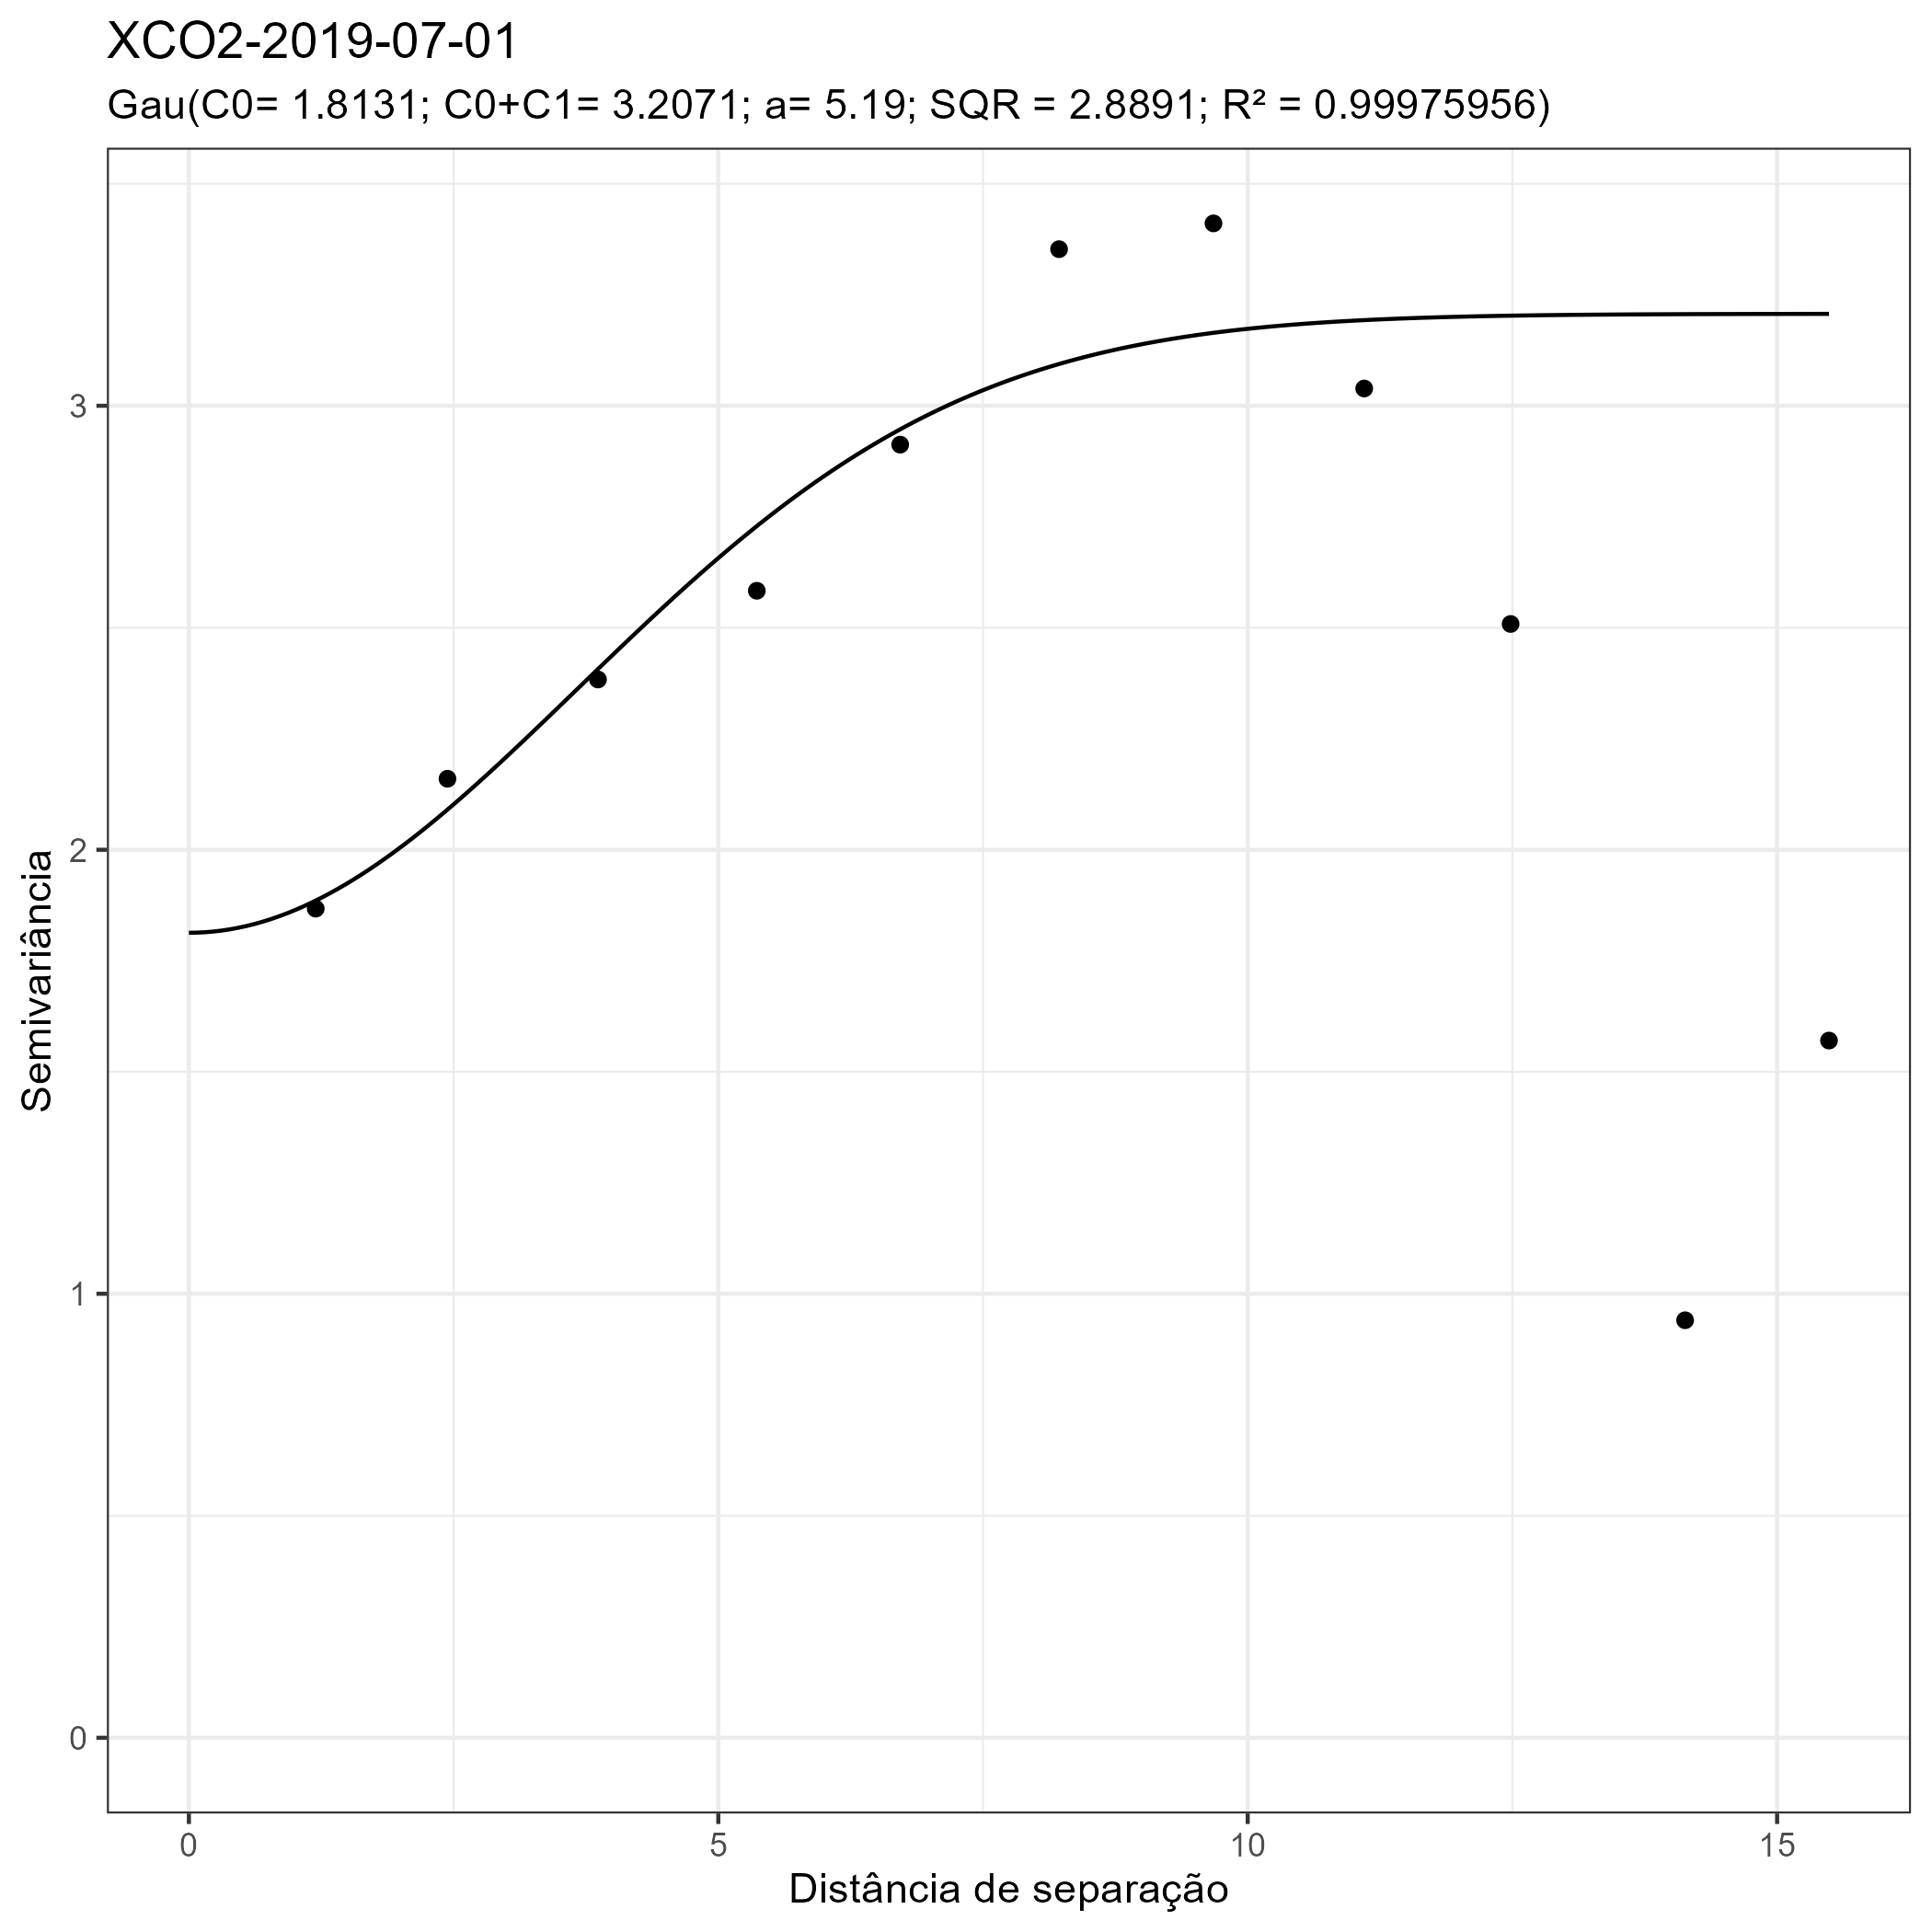 XCO2-2019-07-01
Gau(C0= 1.8131; C0+C1= 3.2071; a= 5.19; SQR = 2.8891; R² = 0.99975956)
Semivariância
3
2
1
0
0 5 10 15
Distância de separação